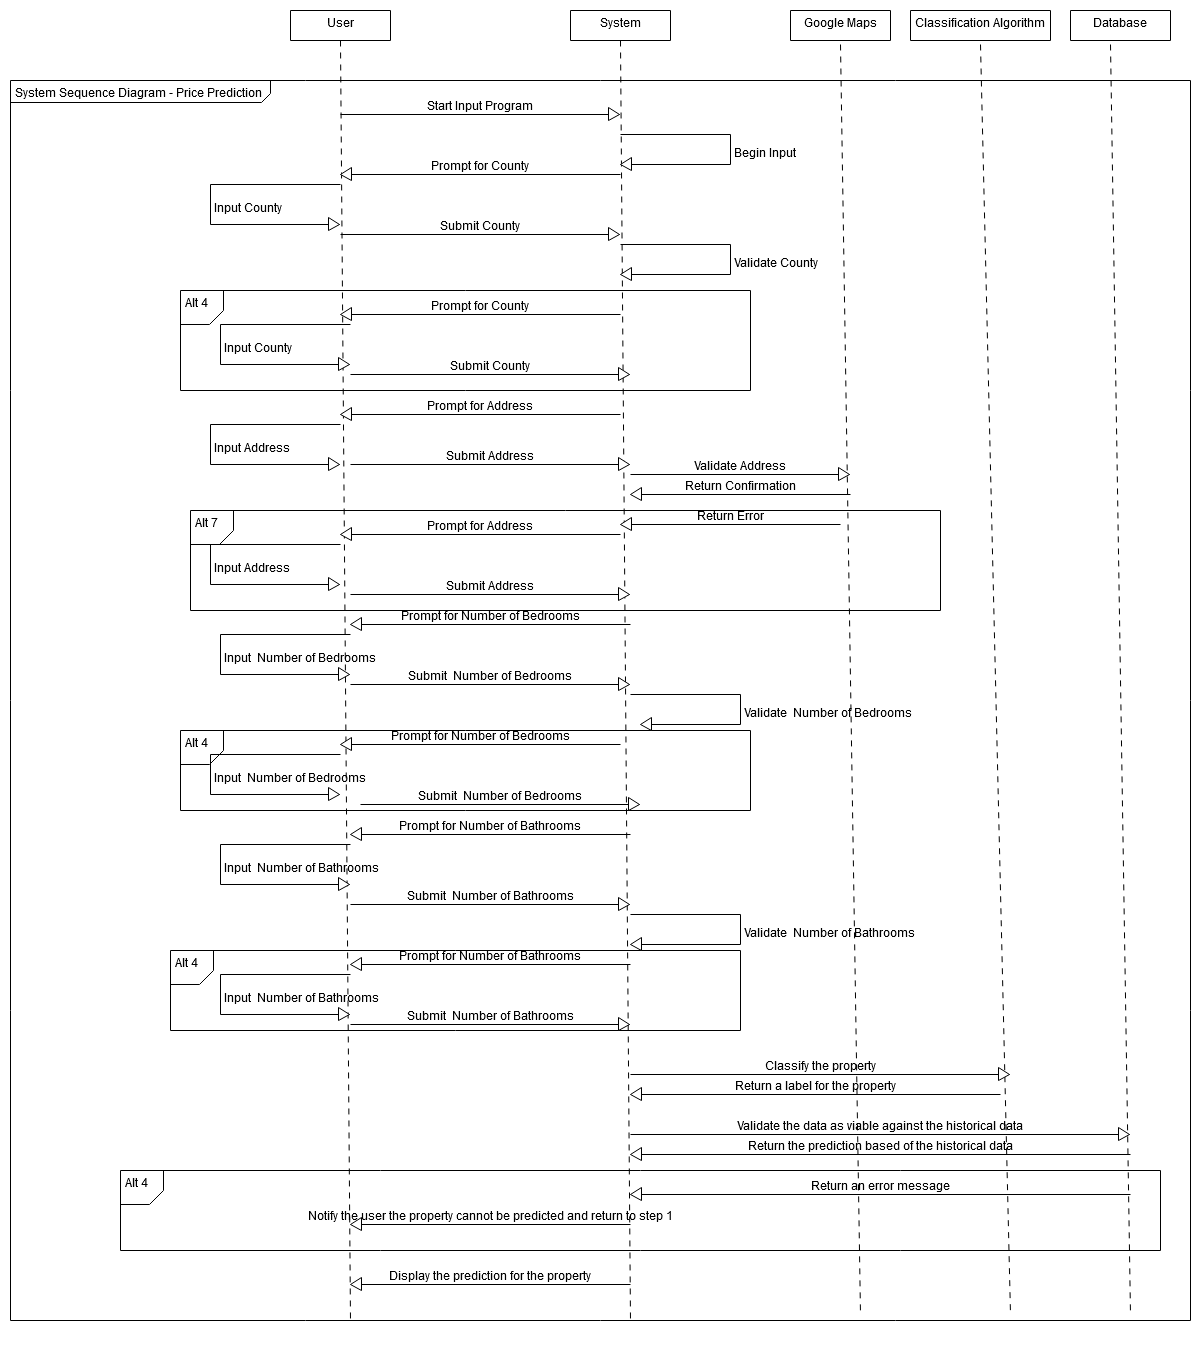 User
System
Google Maps
Classification Algorithm
Database
System Sequence Diagram - Price Prediction
Start Input Program
Begin Input
Prompt for County
Input County
Submit County
Validate County
Alt 4
Prompt for County
Input County
Submit County
Prompt for Address
Input Address
Submit Address
Validate Address
Return Confirmation
Alt 7
Return Error
Prompt for Address
Input Address
Submit Address
Prompt for Number of Bedrooms
Input  Number of Bedrooms
Submit  Number of Bedrooms
Validate  Number of Bedrooms
Alt 4
Prompt for Number of Bedrooms
Input  Number of Bedrooms
Submit  Number of Bedrooms
Prompt for Number of Bathrooms
Input  Number of Bathrooms
Submit  Number of Bathrooms
Validate  Number of Bathrooms
Alt 4
Prompt for Number of Bathrooms
Input  Number of Bathrooms
Submit  Number of Bathrooms
Classify the property
Return a label for the property
Validate the data as viable against the historical data
Return the prediction based of the historical data
Alt 4
Return an error message
Notify the user the property cannot be predicted and return to step 1
Display the prediction for the property